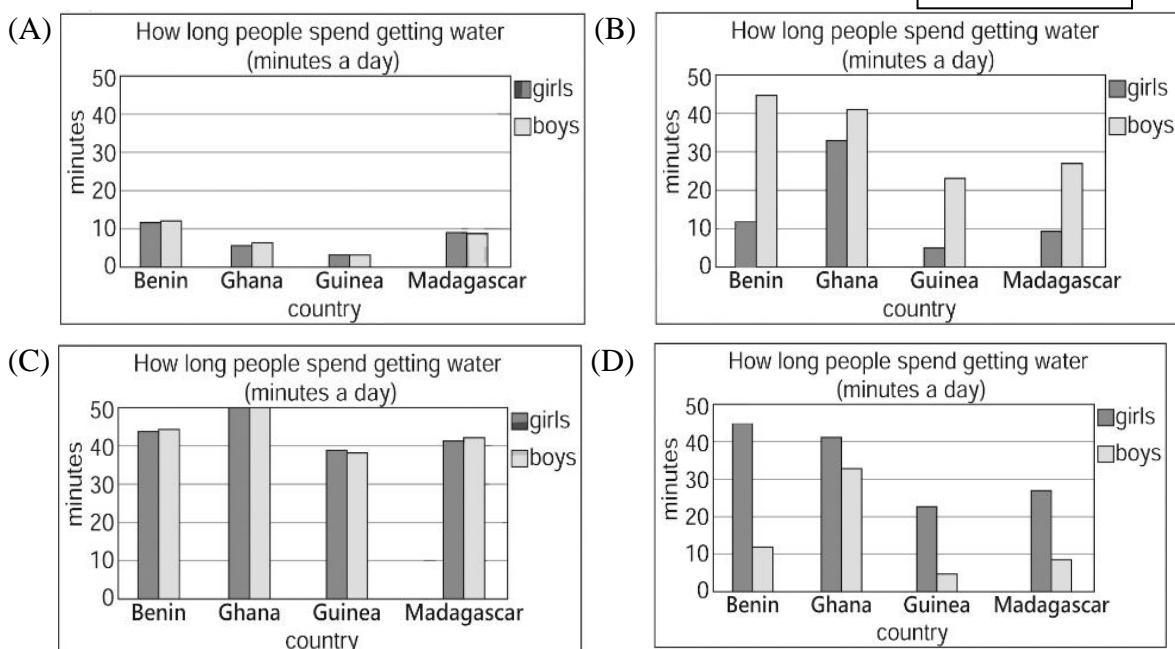 (A)
How long people spend getting water
(minutes a day)
minutes
50
40
30
20
10
0
girls
boys
Benin Ghana Guinea Madagascar
country
(B)
How long people spend getting water
(minutes a day)
minutes
50
40
30
20
10
0
girls
boys
Benin Ghana Guinea Madagascar
country
(C)
How long people spend getting water
(minutes a day)
minutes
50
40
30
20
10
0
girls
boys
Benin Ghana Guinea Madagascar
country
(D)
How long people spend getting water
(minutes a day)
minutes
50
40
30
20
10
0
girls
boys
Benin Ghana Guinea Madagascar
country